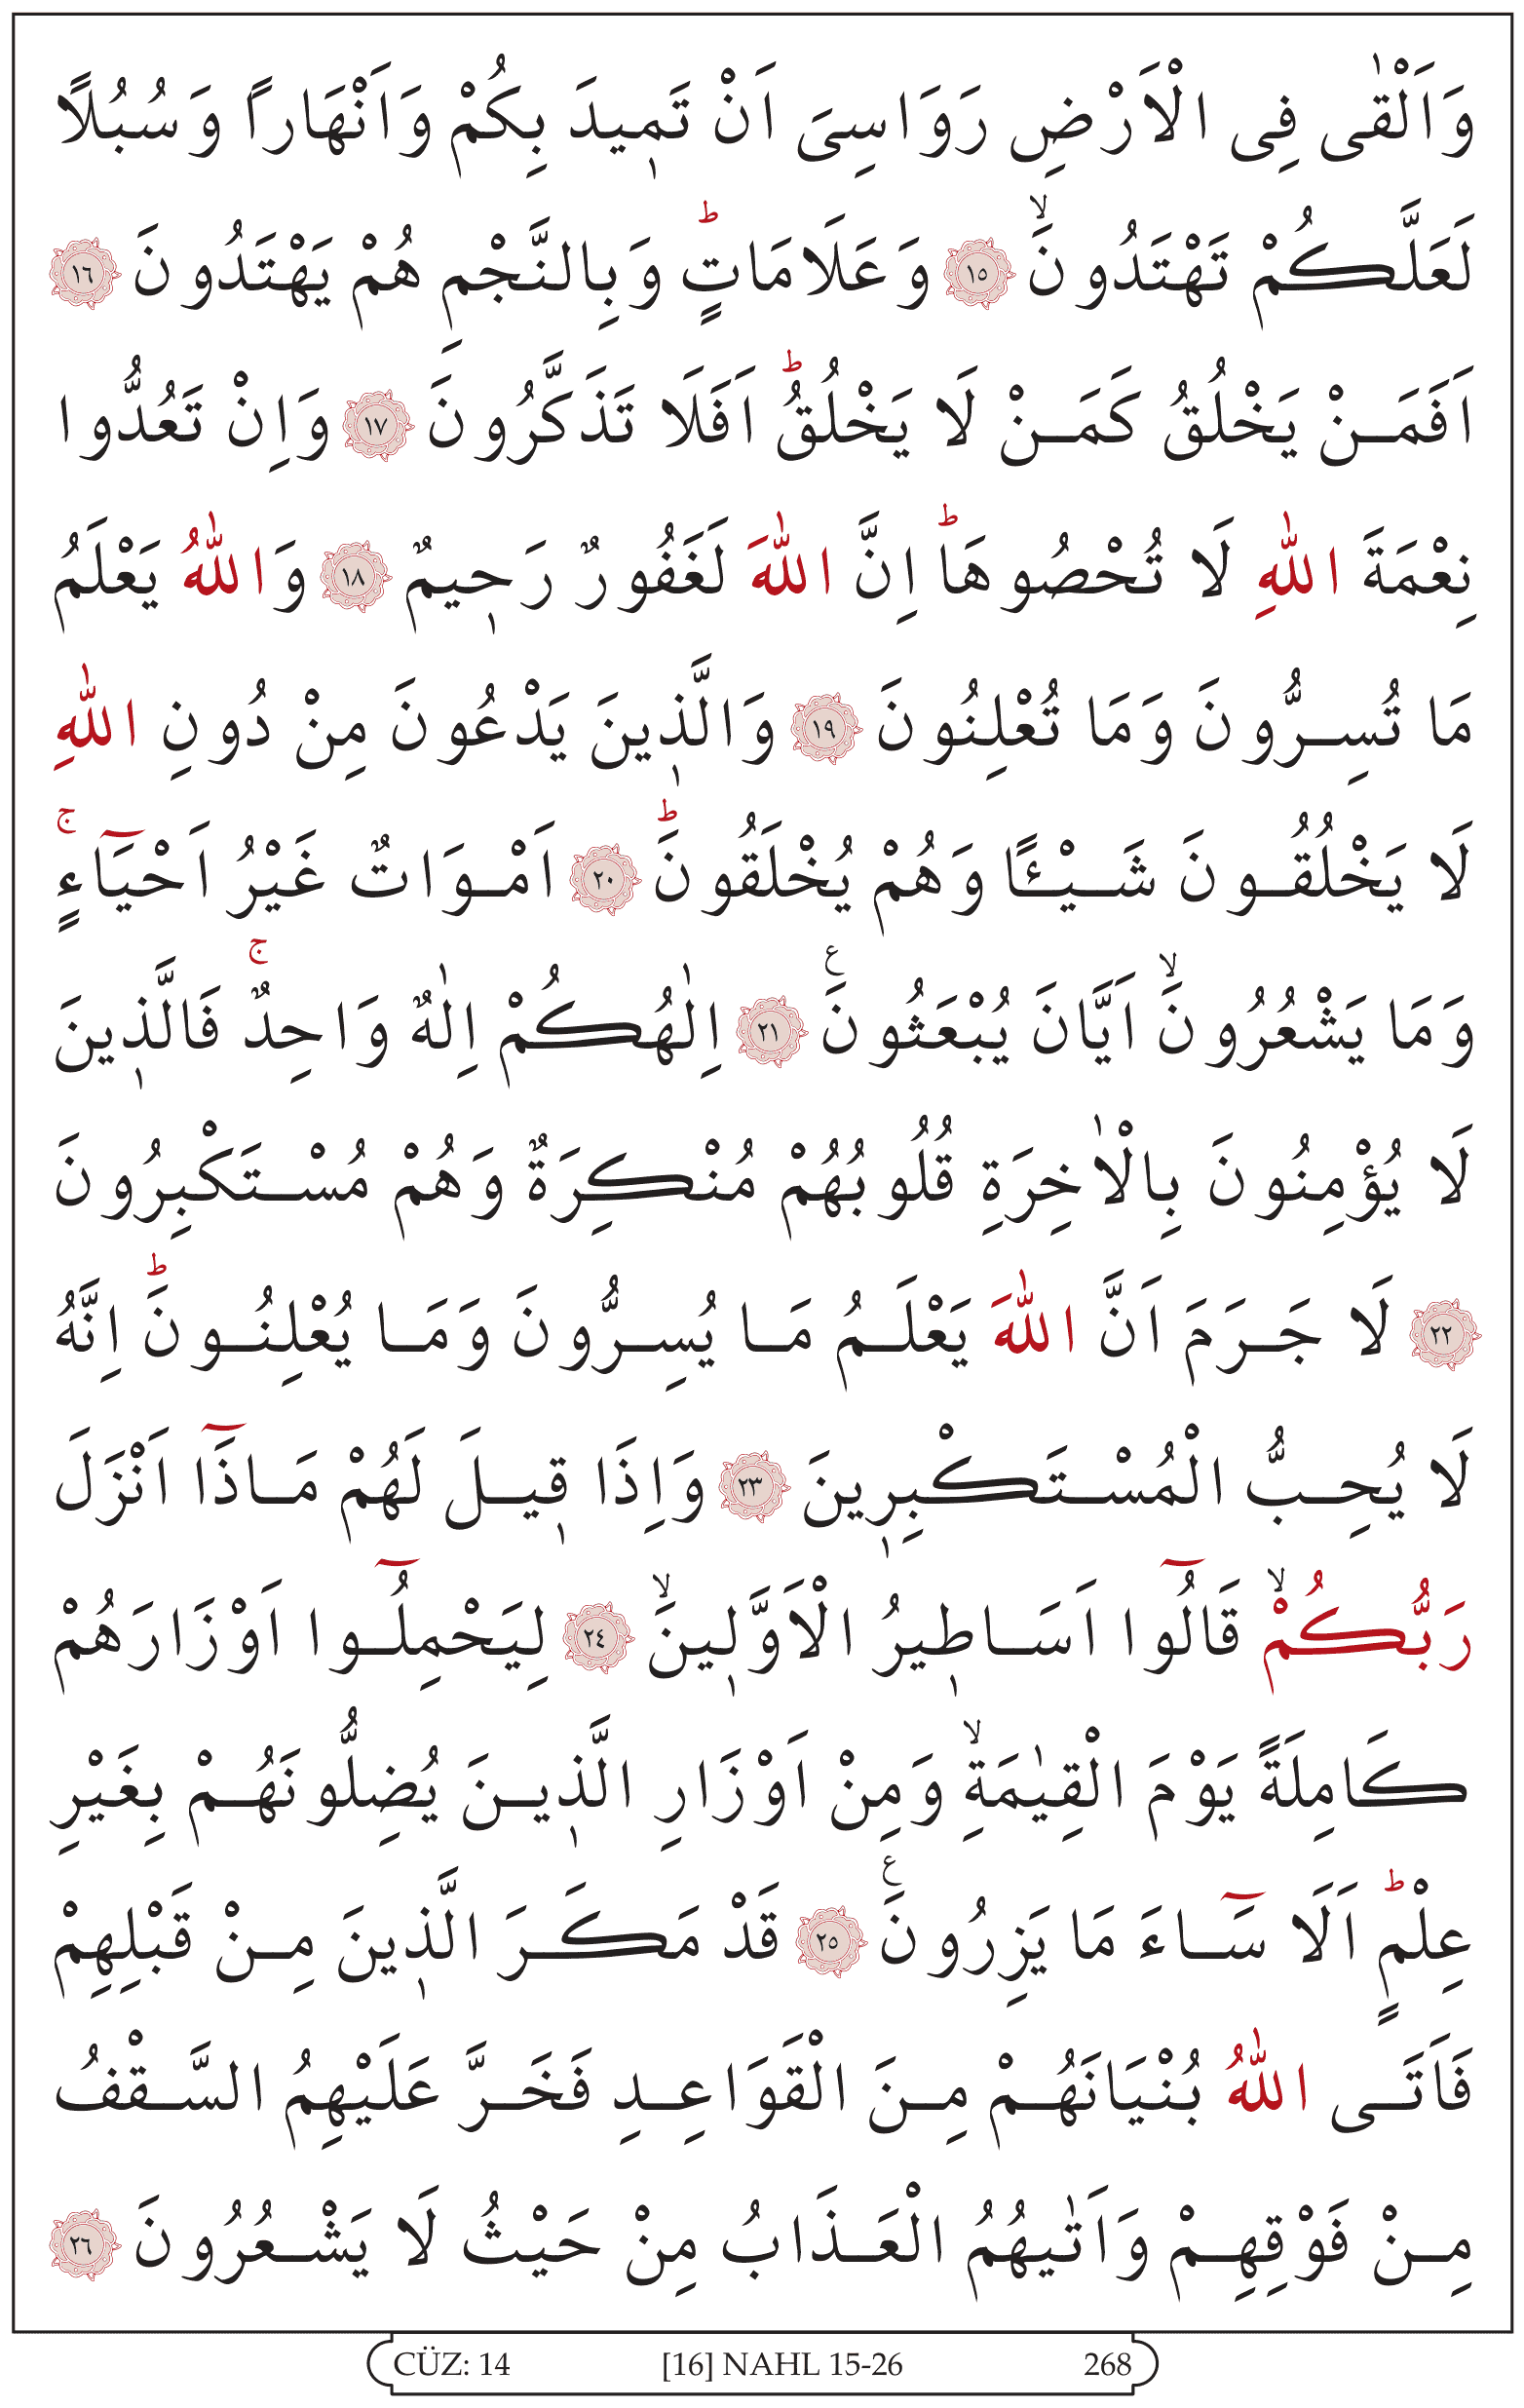 وَاَلْقٰى فِى الْاَرْضِ رَوَاسِىَ اَنْ تَمٖيدَ بِكُمْ وَاَنْهَاراً وَسُبُلًا
لَعَلَّكُمْ تَهْتَدُونَۙ ١٥ وَعَلَامَاتٍؕ وَبِالنَّجْمِ هُمْ يَهْتَدُونَ ١٦
اَفَمَنْ يَخْلُقُ كَمَنْ لَا يَخْلُقُؕ اَفَلَا تَذَكَّرُونَ ١٧ وَاِنْ تَعُدُّوا
نِعْمَةَ اللّٰهِ لَا تُحْصُوهَاؕ اِنَّ اللّٰهَ لَغَفُورٌ رَحٖيمٌ ١٨ وَاللّٰهُ يَعْلَمُ
مَا تُسِرُّونَ وَمَا تُعْلِنُونَ ١٩ وَالَّذٖينَ يَدْعُونَ مِنْ دُونِ اللّٰهِ
لَا يَخْلُقُونَ شَيْـًٔا وَهُمْ يُخْلَقُونَؕ ٢٠ اَمْوَاتٌ غَيْرُ اَحْيَٓاءٍۚ
وَمَا يَشْعُرُونَۙ اَيَّانَ يُبْعَثُونَࣖ ٢١ اِلٰهُكُمْ اِلٰهٌ وَاحِدٌۚ فَالَّذٖينَ
لَا يُؤْمِنُونَ بِالْاٰخِرَةِ قُلُوبُهُمْ مُنْكِرَةٌ وَهُمْ مُسْتَكْبِرُونَ
٢٢ لَا جَرَمَ اَنَّ اللّٰهَ يَعْلَمُ مَا يُسِرُّونَ وَمَا يُعْلِنُونَؕ اِنَّهُ
لَا يُحِبُّ الْمُسْتَكْبِرٖينَ ٢٣ وَاِذَا قٖيلَ لَهُمْ مَاذَٓا اَنْزَلَ
رَبُّكُمْۙ قَالُٓوا اَسَاطٖيرُ الْاَوَّلٖينَۙ ٢٤ لِيَحْمِلُٓوا اَوْزَارَهُمْ
كَامِلَةً يَوْمَ الْقِيٰمَةِۙ وَمِنْ اَوْزَارِ الَّذٖينَ يُضِلُّونَهُمْ بِغَيْرِ
عِلْمٍؕ اَلَا سَٓاءَ مَا يَزِرُونَࣖ ٢٥ قَدْ مَكَرَ الَّذٖينَ مِنْ قَبْلِهِمْ
فَاَتَى اللّٰهُ بُنْيَانَهُمْ مِنَ الْقَوَاعِدِ فَخَرَّ عَلَيْهِمُ السَّقْفُ
مِنْ فَوْقِهِمْ وَاَتٰيهُمُ الْعَذَابُ مِنْ حَيْثُ لَا يَشْعُرُونَ ٢٦
CÜZ: 14 [16] NAHL 15-26 268